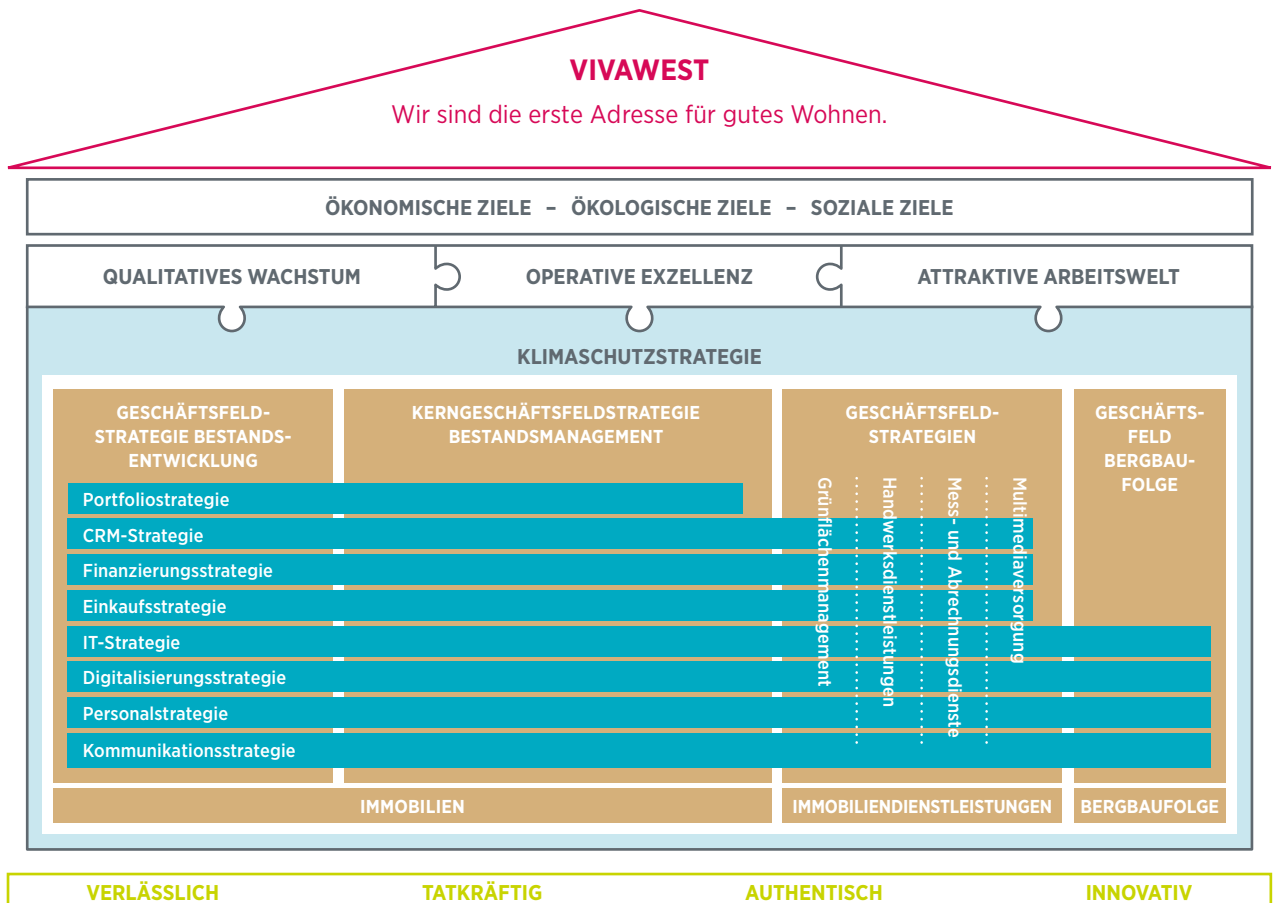 VIVAWEST
Wir sind die erste Adresse für gutes Wohnen.
ÖKONOMISCHE ZIELE – ÖKOLOGISCHE ZIELE – SOZIALE ZIELE
QUALITATIVES WACHSTUM
OPERATIVE EXZELLENZ
ATTRAKTIVE ARBEITSWELT
KLIMASCHUTZSTRATEGIE
GESCHÄFTSFELD-
STRATEGIE BESTANDS-
ENTWICKLUNG
KERNGESCHÄFTSFELDSTRATEGIE
BESTANDSMANAGEMENT
GESCHÄFTSFELD-
STRATEGIEN
GESCHÄFTS-
FELD
BERGBAU-
FOLGE
Portfoliostrategie
CRM-Strategie
Finanzierungsstrategie
Einkaufsstrategie
IT-Strategie
Digitalisierungsstrategie
Personalstrategie
Kommunikationsstrategie
Grünflächenmanagement
Handwerksdienstleistungen
Mess- und Abrechnungsdienste
Multimediaversorgung
IMMOBILIEN
IMMOBILIENDIENSTLEISTUNGEN
BERGBAUFOLGE
VERLÄSSLICH
TATKRÄFTIG
AUTHENTISCH
INNOVATIV